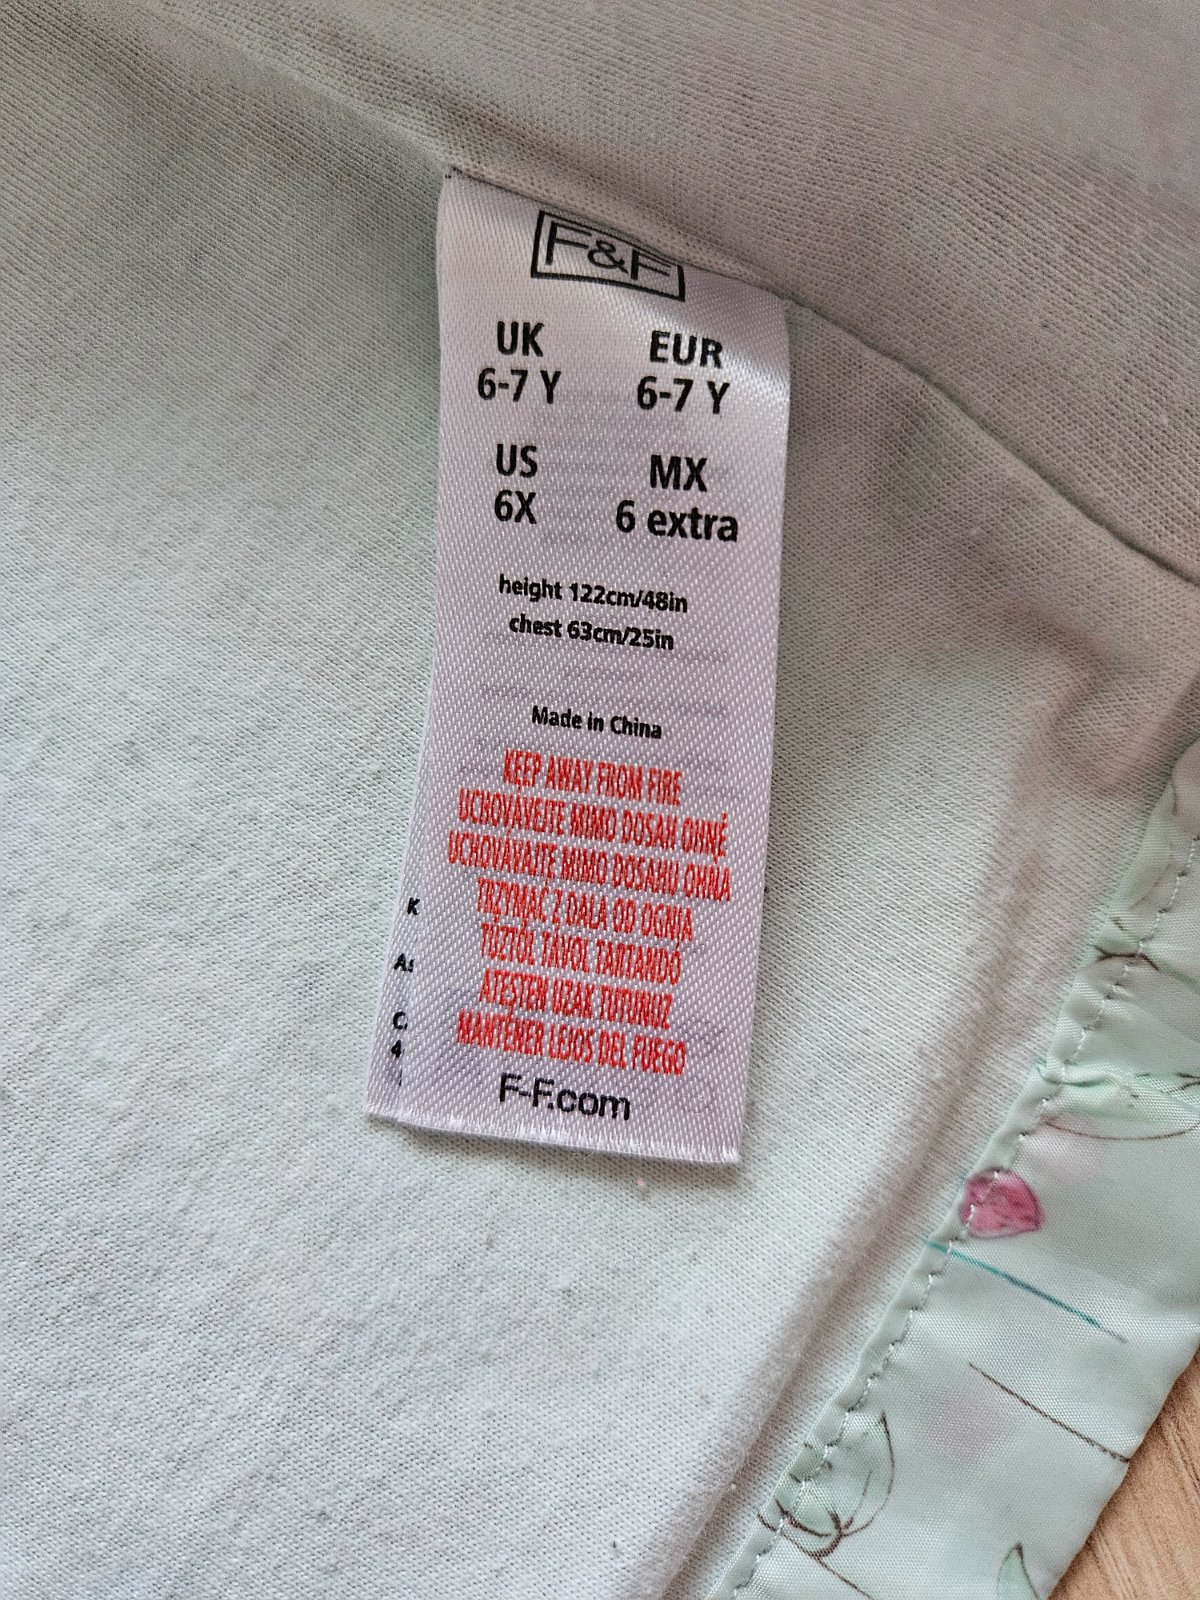 F&F
UK EUR
6-7 Y 6-7 Y
US MX
6X 6 extra
height 122cm/48in
chest 63cm/25in
Made in China
KEEP AWAY FROM FIRE
UCHOVÁVEJTE MIMO DOSAH OHNĚ
UCHOVÁVAJTE MIMO DOSAHU OHŇA
TRZYMAĆ Z DALA OD OGNIA
TŰZTŐL TÁVOL TARTANDÓ
ATEŞTEN UZAK TUTUNUZ
MANTENER LEJOS DEL FUEGO
F-F.com